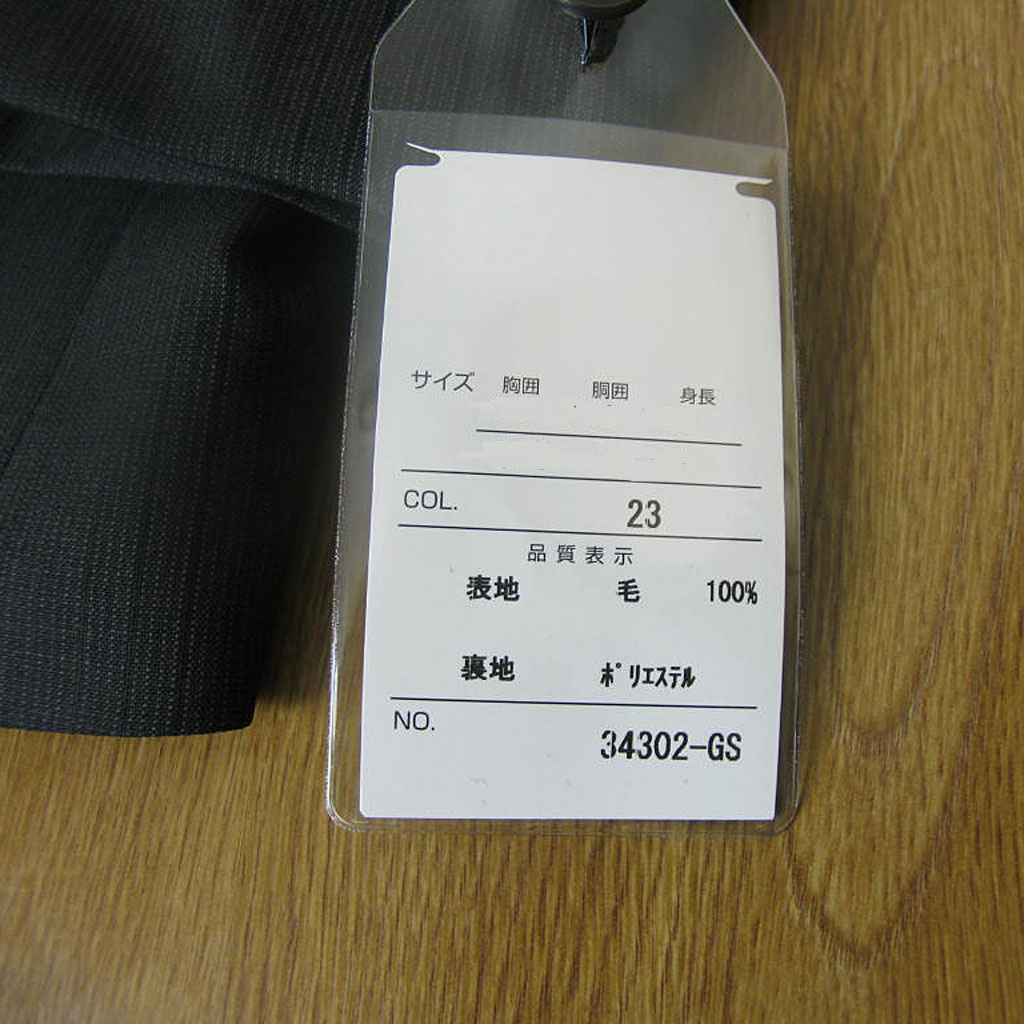 サイズ 胸囲 胴囲 身長
COL. 23
品質表示
表地 毛 100%
裏地 ポリエステル
NO. 34302-GS